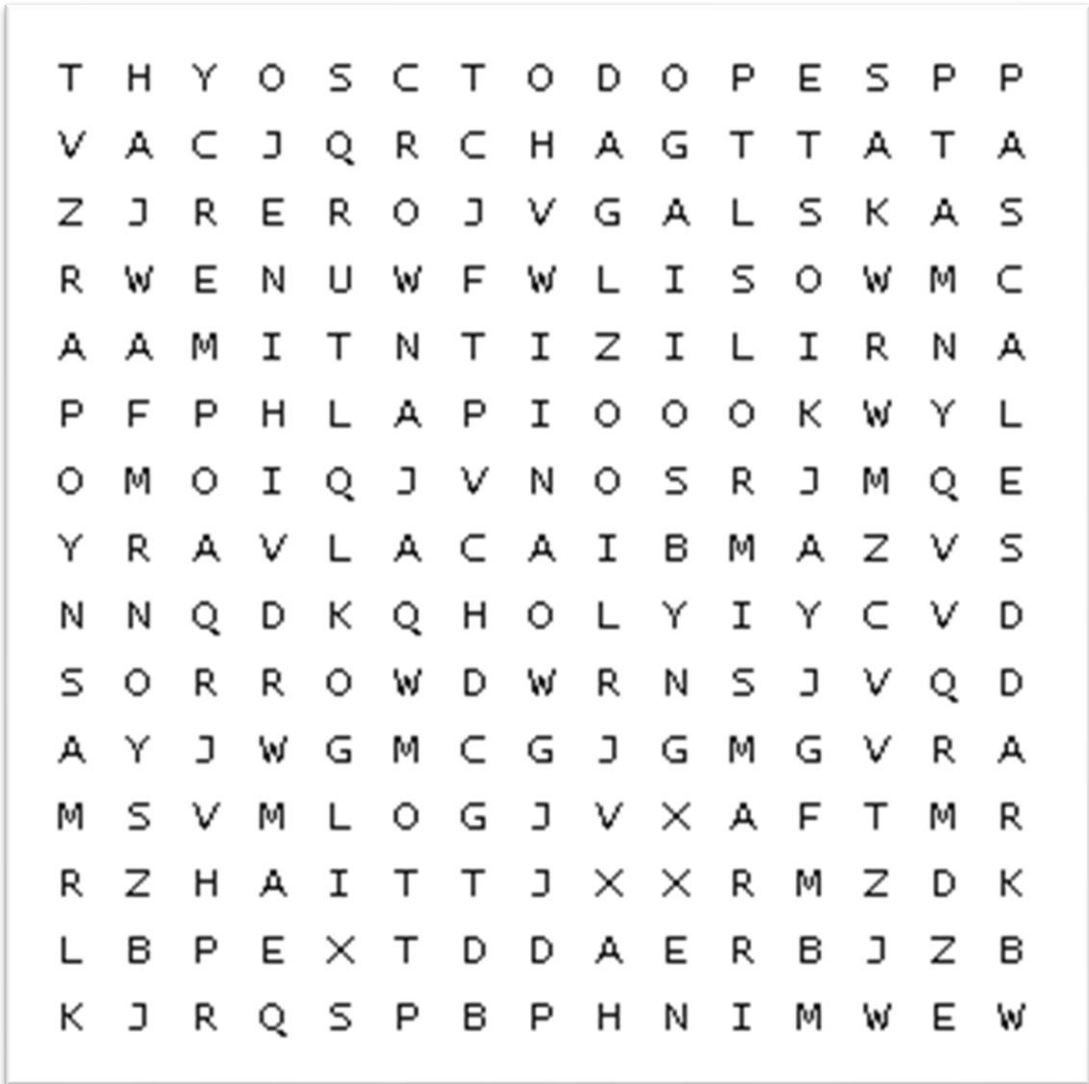 T H Y O S C T O D O P E S P P
V A C J Q R C H A G T T A T A
Z J R E R O J V G A L S K A S
R W E N U W F W L I S O W M C
A A M I T N T I Z I L I R N A
P F P H L A P I O O O K W Y L
O M O I Q J V N O S R J M Q E
Y R A V L A C A I B M A Z V S
N N Q D K Q H O L Y I Y C V D
S O R R O W D W R N S J V Q D
A Y J W G M C G J G M G V R A
M S V M L O G J V X A F T M R
R Z H A I T T J X X R M Z D K
L B P E X T D D A E R B J Z B
K J R Q S P B P H N I M W E W